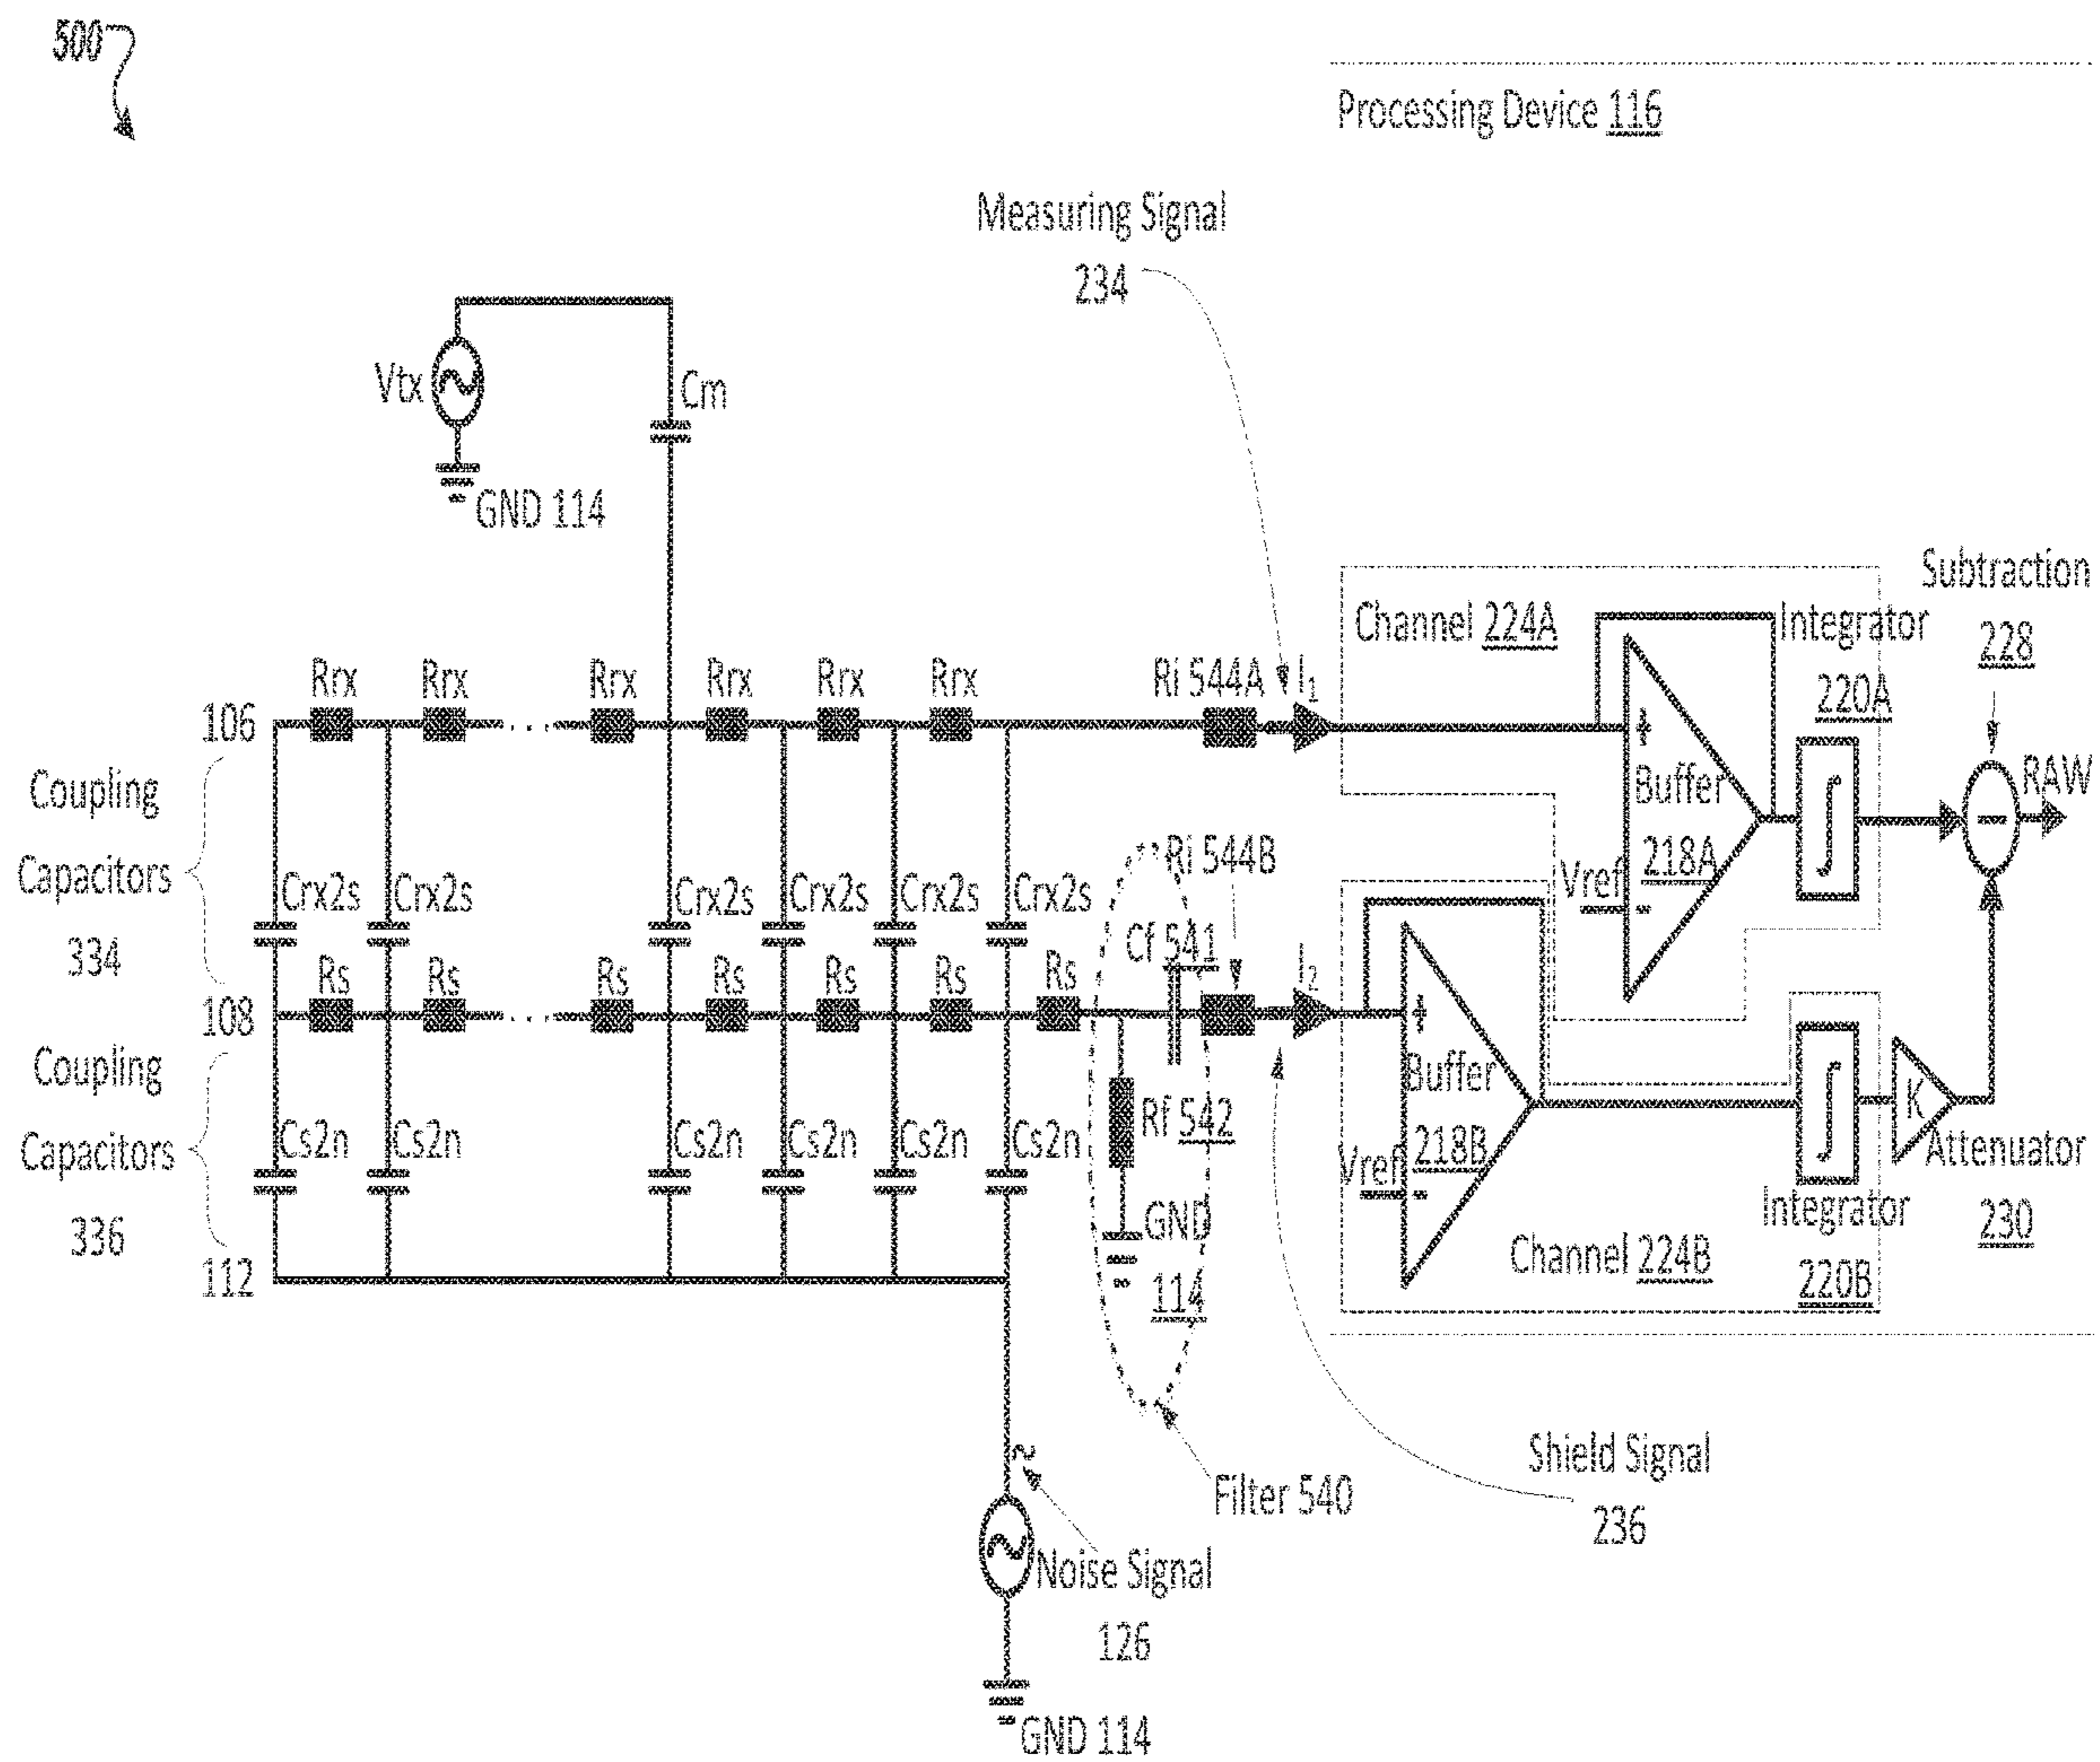 500
Processing Device 116
Measuring Signal
234
Vtx
Cm
GND 114
Subtraction
228
Channel 224A
Integrator
220A
Rrx
Rrx
Rrx
Rrx
Rrx
Rrx
Ri 544A
I1
106
+
Buffer
218A
Vref
-
∫
−
RAW
Coupling
Capacitors
334
Crx2s
Crx2s
Crx2s
Crx2s
Crx2s
Crx2s
Ri 544B
Cf 541
I2
Rs
Rs
Rs
Rs
Rs
Rs
Rs
108
+
Buffer
218B
Vref
-
∫
K
Attenuator
230
Coupling
Capacitors
336
Cs2n
Cs2n
Cs2n
Cs2n
Cs2n
Cs2n
Rf 542
GND
114
Integrator
220B
Channel 224B
112
Filter 540
Shield Signal
236
Noise Signal
126
GND 114